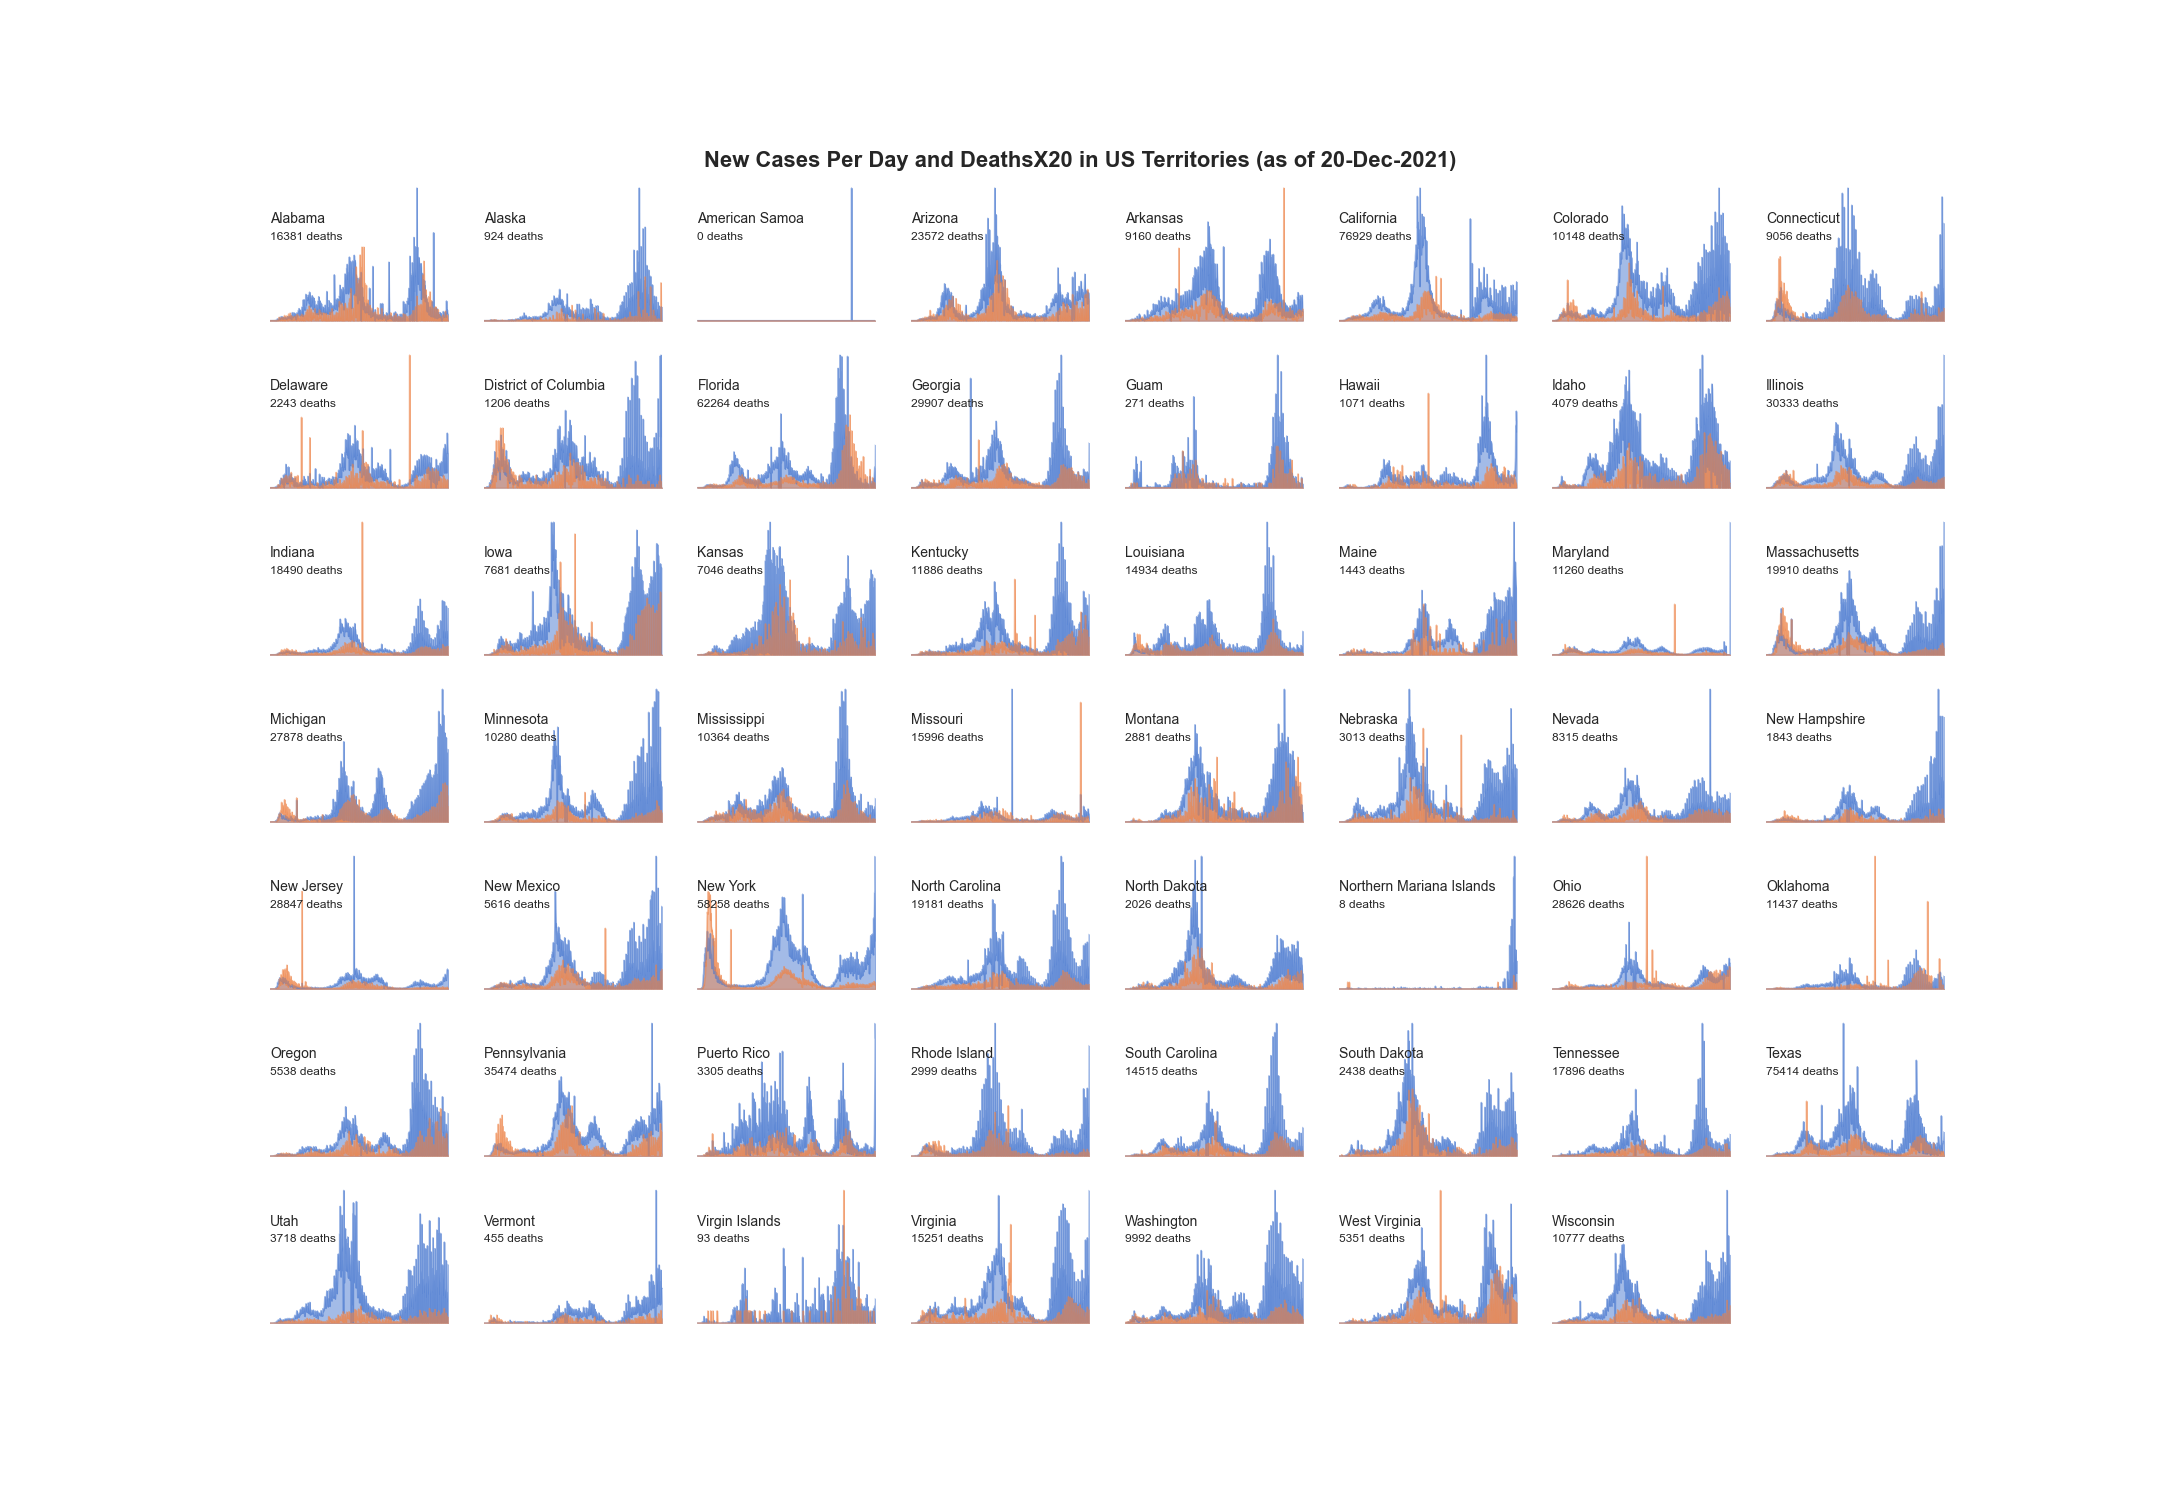 New Cases Per Day and DeathsX20 in US Territories (as of 20-Dec-2021)
Alabama
16381 deaths
Alaska
924 deaths
American Samoa
0 deaths
Arizona
23572 deaths
Arkansas
9160 deaths
California
76929 deaths
Colorado
10148 deaths
Connecticut
9056 deaths
Delaware
2243 deaths
District of Columbia
1206 deaths
Florida
62264 deaths
Georgia
29907 deaths
Guam
271 deaths
Hawaii
1071 deaths
Idaho
4079 deaths
Illinois
30333 deaths
Indiana
18490 deaths
Iowa
7681 deaths
Kansas
7046 deaths
Kentucky
11886 deaths
Louisiana
14934 deaths
Maine
1443 deaths
Maryland
11260 deaths
Massachusetts
19910 deaths
Michigan
27878 deaths
Minnesota
10280 deaths
Mississippi
10364 deaths
Missouri
15996 deaths
Montana
2881 deaths
Nebraska
3013 deaths
Nevada
8315 deaths
New Hampshire
1843 deaths
New Jersey
28847 deaths
New Mexico
5616 deaths
New York
58258 deaths
North Carolina
19181 deaths
North Dakota
2026 deaths
Northern Mariana Islands
8 deaths
Ohio
28626 deaths
Oklahoma
11437 deaths
Oregon
5538 deaths
Pennsylvania
35474 deaths
Puerto Rico
3305 deaths
Rhode Island
2999 deaths
South Carolina
14515 deaths
South Dakota
2438 deaths
Tennessee
17896 deaths
Texas
75414 deaths
Utah
3718 deaths
Vermont
455 deaths
Virgin Islands
93 deaths
Virginia
15251 deaths
Washington
9992 deaths
West Virginia
5351 deaths
Wisconsin
10777 deaths